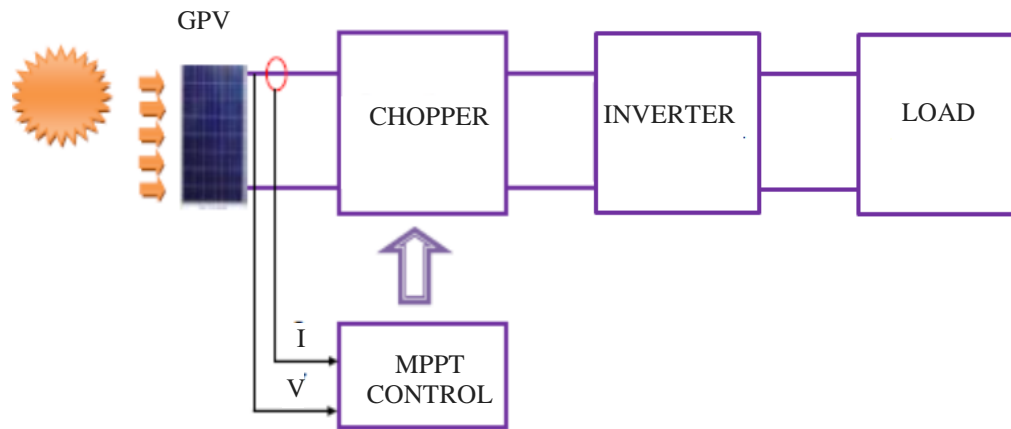 GPV
CHOPPER
INVERTER
LOAD
I
V
MPPT
CONTROL